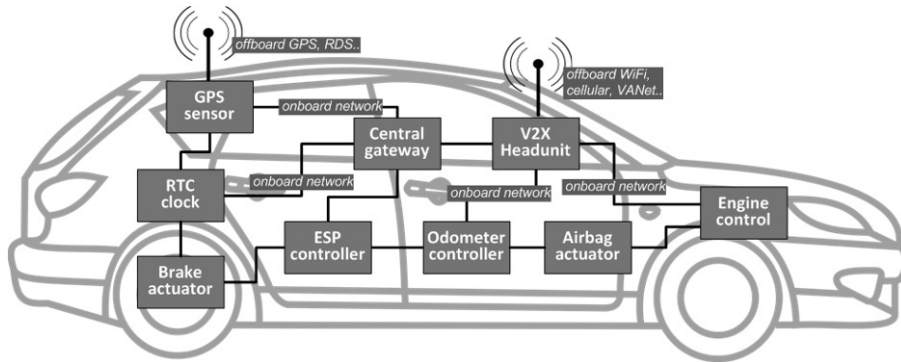 offboard GPS, RDS..
offboard WiFi,
cellular, VANet..
GPS
sensor
onboard network
Central
gateway
V2X
Headunit
RTC
clock
onboard network
onboard network
onboard network
Engine
control
ESP
controller
Odometer
controller
Airbag
actuator
Brake
actuator